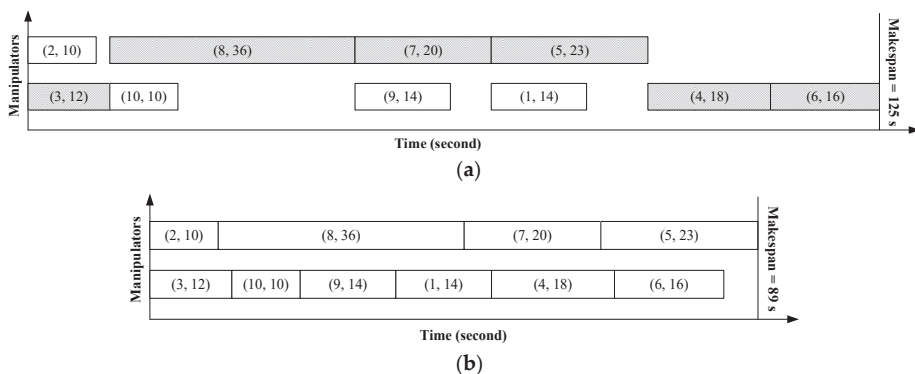 (2, 10) (8, 36) (7, 20) (5, 23)
(3, 12) (10, 10) (9, 14) (1, 14) (4, 18) (6, 16)
Manipulators
Makespan = 125 s
Time (second)
(a)
(2, 10) (8, 36) (7, 20) (5, 23)
(3, 12) (10, 10) (9, 14) (1, 14) (4, 18) (6, 16)
Manipulators
Makespan = 89 s
Time (second)
(b)